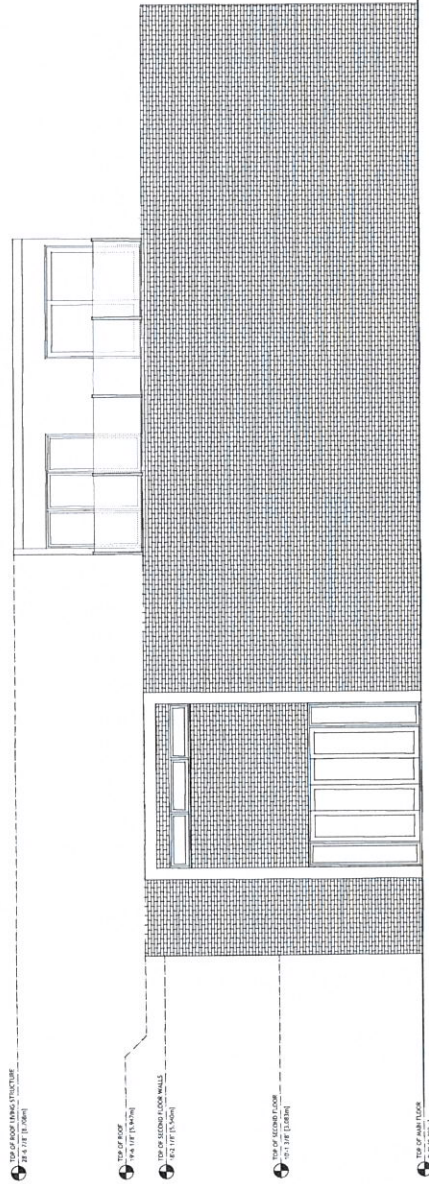 TOP OF ROOF LIVING STRUCTURE
28'-6 7/8" [8.708m]
TOP OF ROOF
19'-6 1/8" [5.947m]
TOP OF SECOND FLOOR WALLS
18'-2 1/8" [5.540m]
TOP OF SECOND FLOOR
10'-1 3/8" [3.083m]
TOP OF MAIN FLOOR